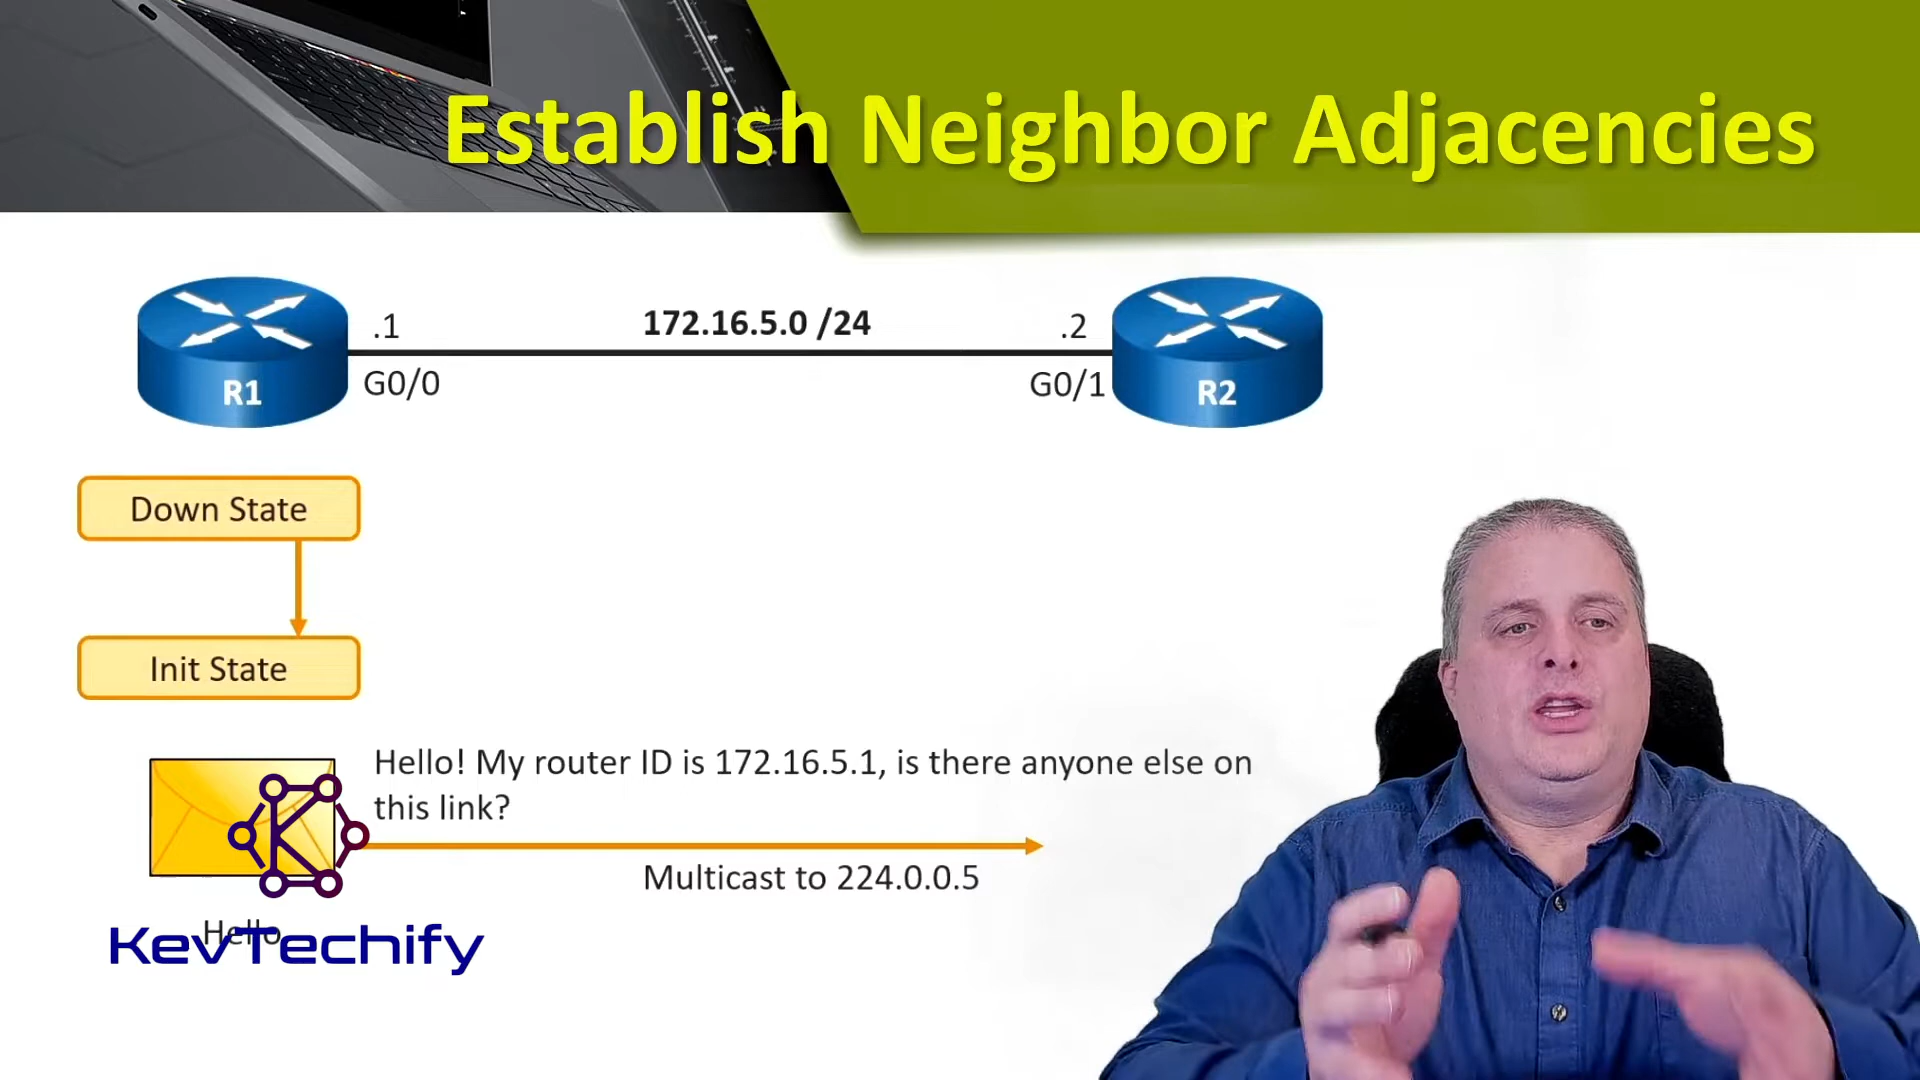 Establish Neighbor Adjacencies
.1
172.16.5.0 /24
.2
R1
G0/0
G0/1
R2
Down State
Init State
Hello! My router ID is 172.16.5.1, is there anyone else on
this link?
Multicast to 224.0.0.5
Hello
KevTechify